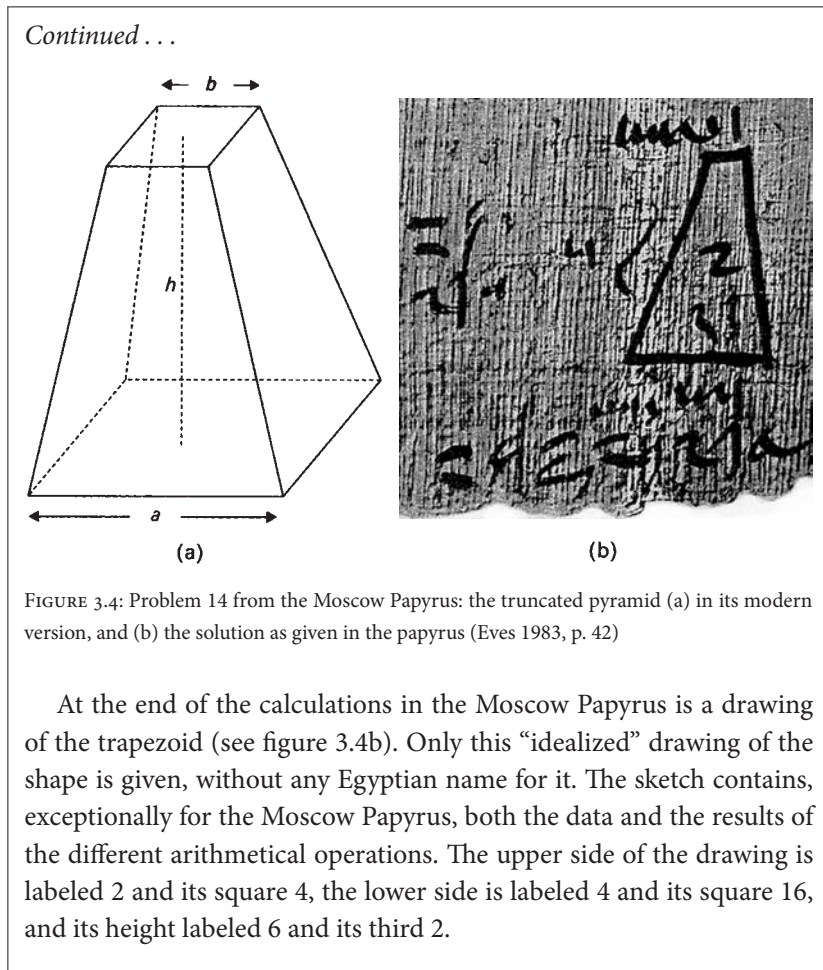 Continued . . .
b
h
a
(a)
(b)
FIGURE 3.4: Problem 14 from the Moscow Papyrus: the truncated pyramid (a) in its modern
version, and (b) the solution as given in the papyrus (Eves 1983, p. 42)
At the end of the calculations in the Moscow Papyrus is a drawing
of the trapezoid (see figure 3.4b). Only this “idealized” drawing of the
shape is given, without any Egyptian name for it. The sketch contains,
exceptionally for the Moscow Papyrus, both the data and the results of
the different arithmetical operations. The upper side of the drawing is
labeled 2 and its square 4, the lower side is labeled 4 and its square 16,
and its height labeled 6 and its third 2.